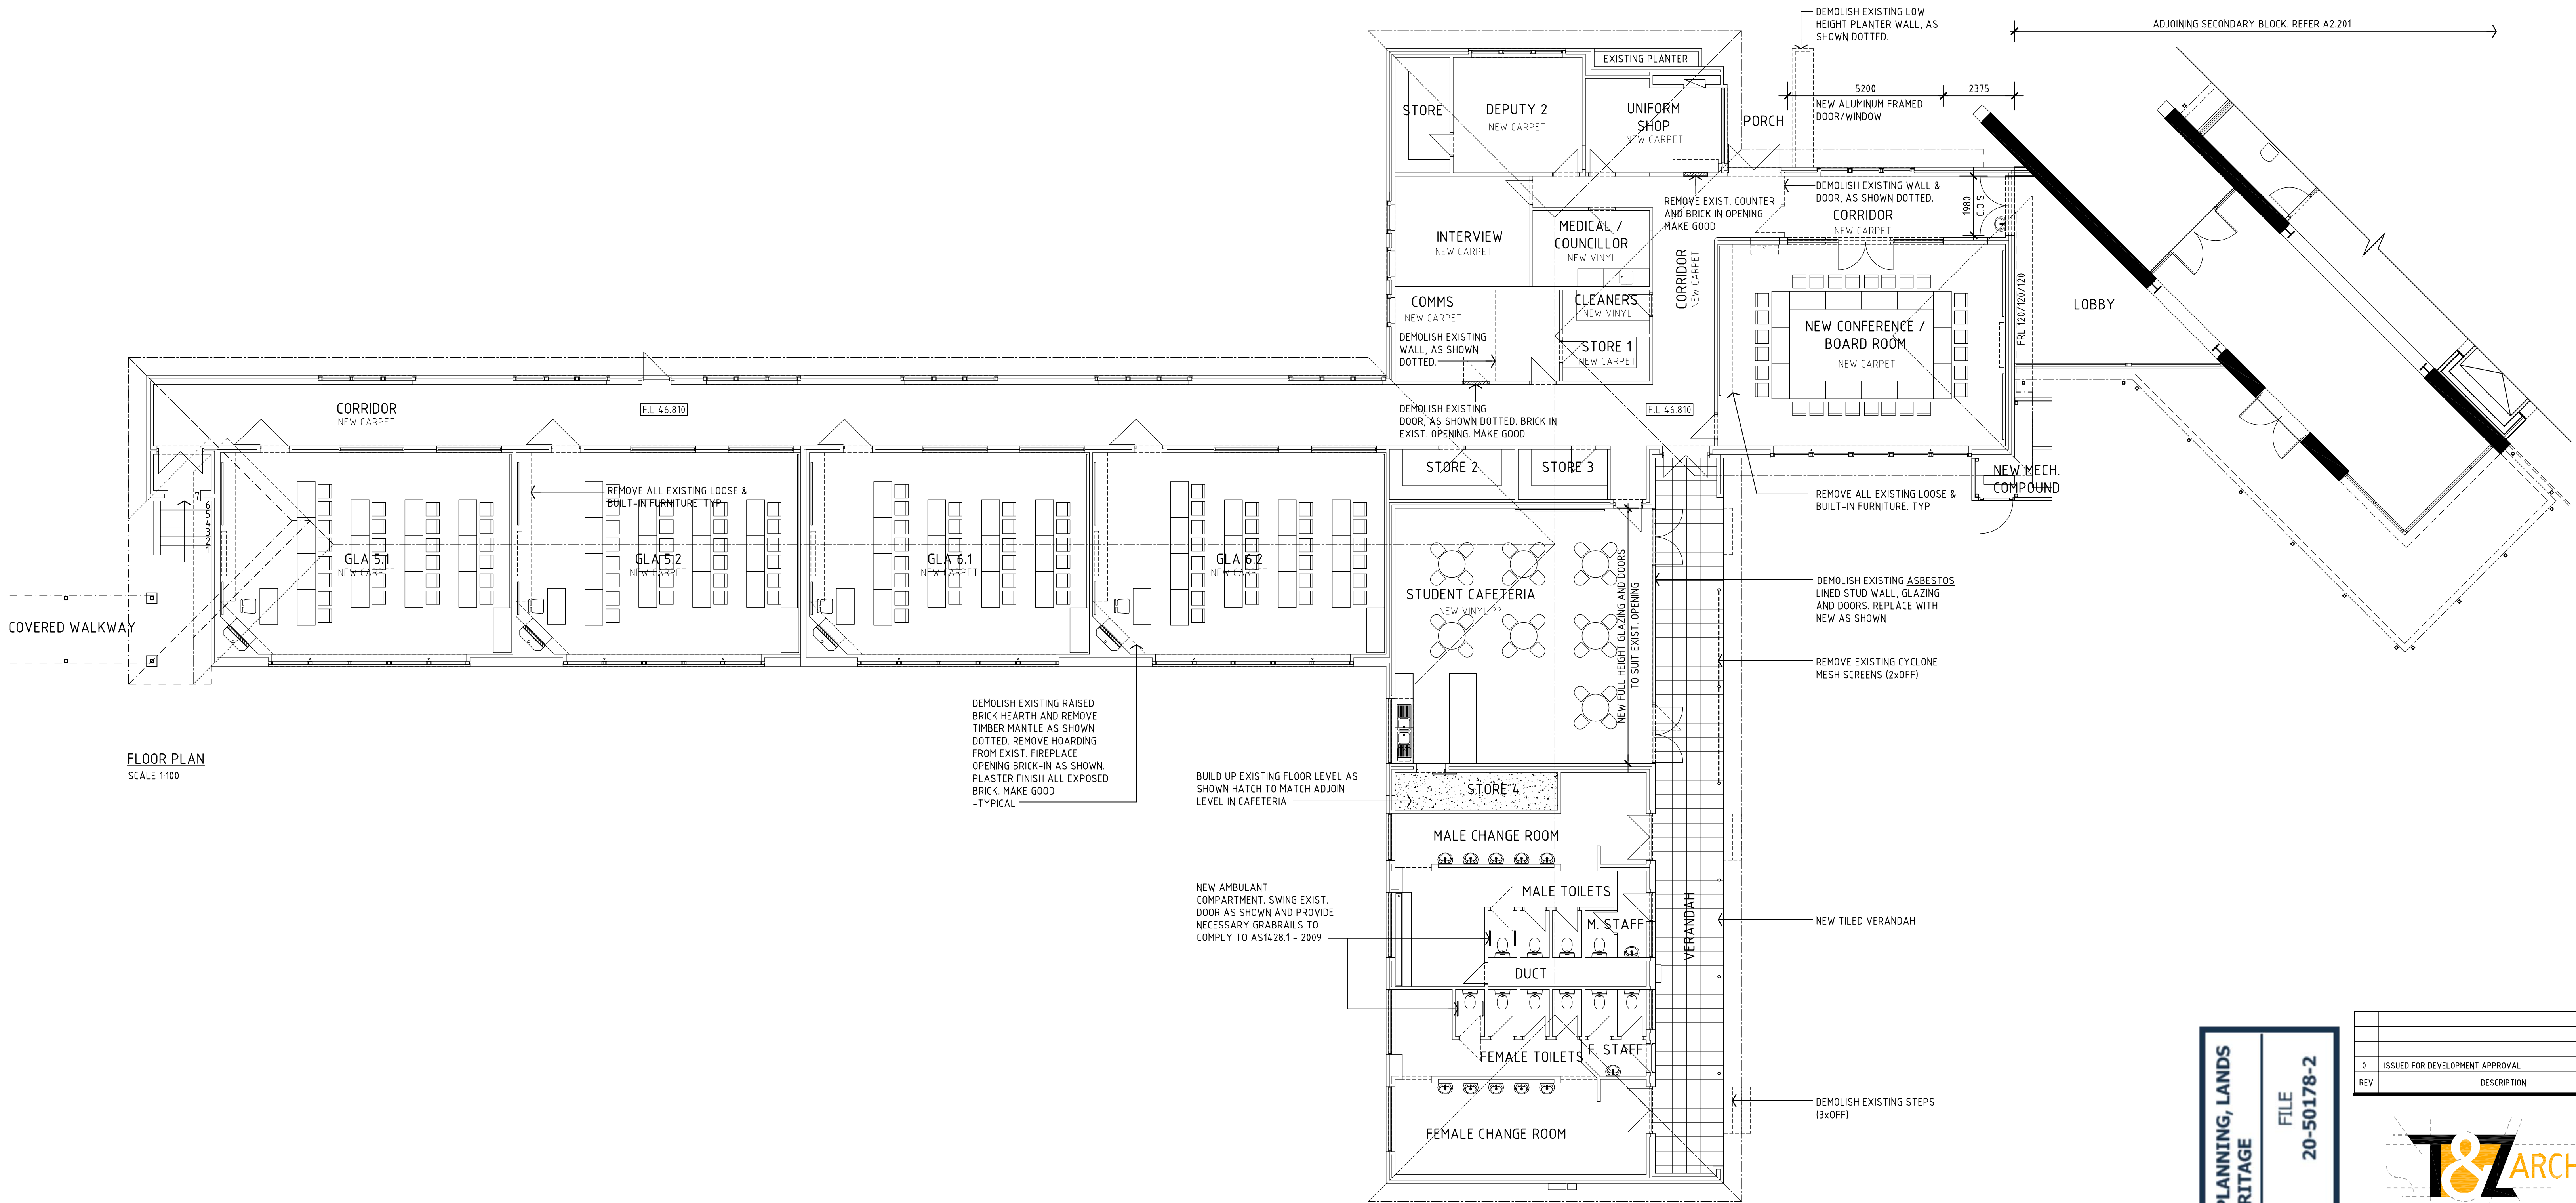 DEMOLISH EXISTING LOW
HEIGHT PLANTER WALL, AS
SHOWN DOTTED.
ADJOINING SECONDARY BLOCK. REFER A2.201
EXISTING PLANTER
5200
2375
NEW ALUMINUM FRAMED
DOOR/WINDOW
STORE
DEPUTY 2
NEW CARPET
UNIFORM
SHOP
NEW CARPET
PORCH
DEMOLISH EXISTING WALL &
DOOR, AS SHOWN DOTTED.
REMOVE EXIST. COUNTER
AND BRICK IN OPENING.
MAKE GOOD
1980
C.O.S
CORRIDOR
NEW CARPET
INTERVIEW
NEW CARPET
MEDICAL /
COUNCILLOR
NEW VINYL
CORRIDOR
NEW CARPET
COMMS
NEW CARPET
CLEANERS
NEW VINYL
DEMOLISH EXISTING
WALL, AS SHOWN
DOTTED.
STORE 1
NEW CARPET
NEW CONFERENCE /
BOARD ROOM
NEW CARPET
FRL 120/120/120
LOBBY
CORRIDOR
NEW CARPET
F.L 46.810
DEMOLISH EXISTING
DOOR, AS SHOWN DOTTED. BRICK IN
EXIST. OPENING. MAKE GOOD
F.L 46.810
STORE 2
STORE 3
NEW MECH.
COMPOUND
REMOVE ALL EXISTING LOOSE &
BUILT-IN FURNITURE. TYP
REMOVE ALL EXISTING LOOSE &
BUILT-IN FURNITURE. TYP
7
6
5
4
3
2
1
GLA 5.1
NEW CARPET
GLA 5.2
NEW CARPET
GLA 6.1
NEW CARPET
GLA 6.2
NEW CARPET
STUDENT CAFETERIA
NEW VINYL ??
NEW FULL HEIGHT GLAZING AND DOORS
TO SUIT EXIST. OPENING
DEMOLISH EXISTING ASBESTOS
LINED STUD WALL, GLAZING
AND DOORS. REPLACE WITH
NEW AS SHOWN
COVERED WALKWAY
REMOVE EXISTING CYCLONE
MESH SCREENS (2xOFF)
DEMOLISH EXISTING RAISED
BRICK HEARTH AND REMOVE
TIMBER MANTLE AS SHOWN
DOTTED. REMOVE HOARDING
FROM EXIST. FIREPLACE
OPENING BRICK-IN AS SHOWN.
PLASTER FINISH ALL EXPOSED
BRICK. MAKE GOOD.
-TYPICAL
FLOOR PLAN
SCALE 1:100
BUILD UP EXISTING FLOOR LEVEL AS
SHOWN HATCH TO MATCH ADJOIN
LEVEL IN CAFETERIA
STORE 4
MALE CHANGE ROOM
NEW AMBULANT
COMPARTMENT. SWING EXIST.
DOOR AS SHOWN AND PROVIDE
NECESSARY GRABRAILS TO
COMPLY TO AS1428.1 - 2009
MALE TOILETS
M. STAFF
VERANDAH
NEW TILED VERANDAH
DUCT
FEMALE TOILETS
F. STAFF
DEMOLISH EXISTING STEPS
(3xOFF)
FEMALE CHANGE ROOM
PLANNING, LANDS
RITAGE
FILE
20-50178-2
0 ISSUED FOR DEVELOPMENT APPROVAL
REV DESCRIPTION
T&Z ARCH